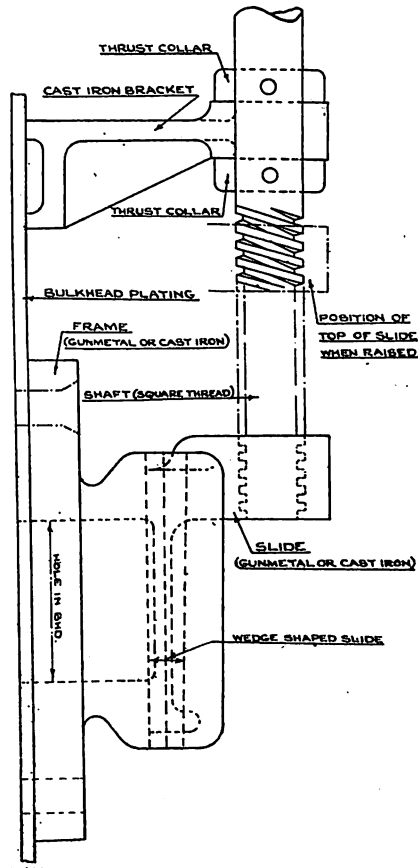 THRUST COLLAR
CAST IRON BRACKET
THRUST COLLAR
BULKHEAD PLATING
POSITION OF
TOP OF SLIDE
WHEN RAISED
FRAME
(GUNMETAL OR CAST IRON)
SHAFT (SQUARE THREAD)
SLIDE
(GUNMETAL OR CAST IRON)
HOLE IN BHD.
WEDGE SHAPED SLIDE